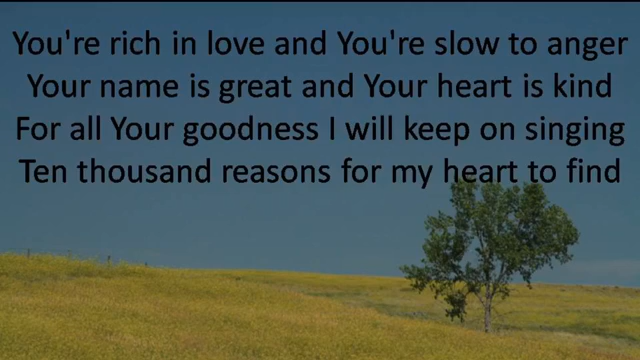 You're rich in love and You're slow to anger
Your name is great and Your heart is kind
For all Your goodness I will keep on singing
Ten thousand reasons for my heart to find